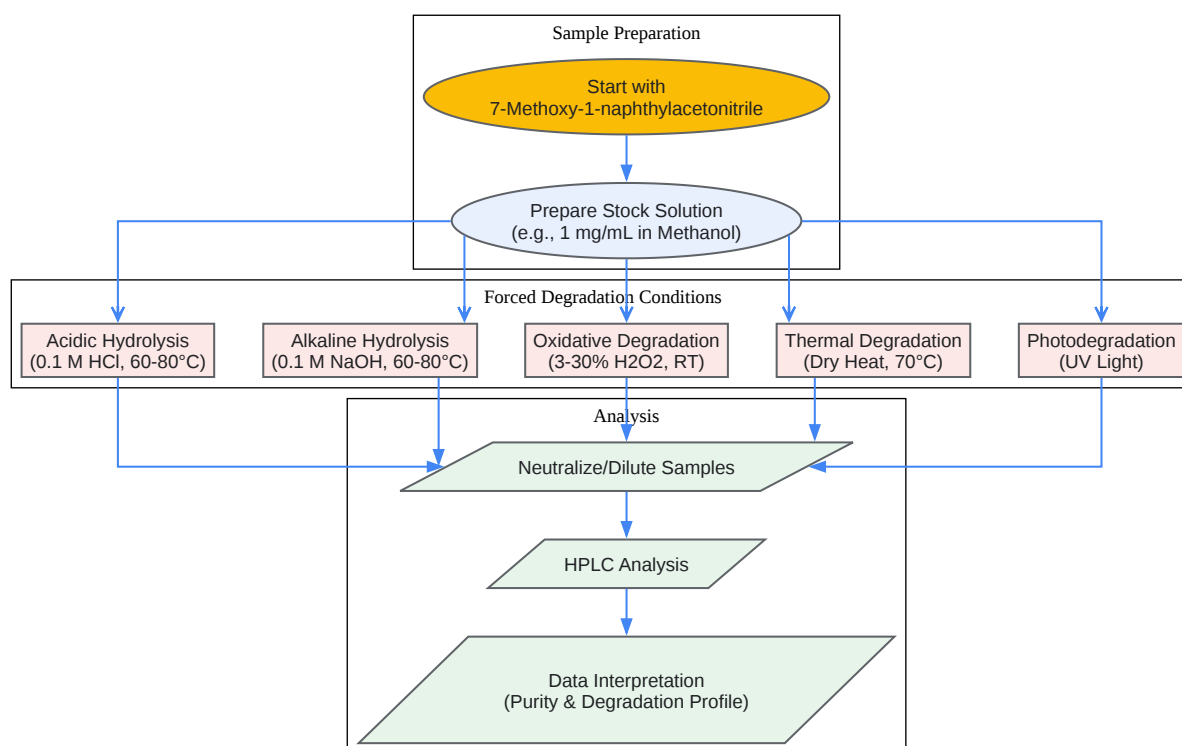 Sample Preparation
Start with
7-Methoxy-1-naphthylacetonitrile
Prepare Stock Solution
(e.g., 1 mg/mL in Methanol)
Forced Degradation Conditions
Acidic Hydrolysis
(0.1 M HCl, 60-80°C)
Alkaline Hydrolysis
(0.1 M NaOH, 60-80°C)
Oxidative Degradation
(3-30% H2O2, RT)
Thermal Degradation
(Dry Heat, 70°C)
Photodegradation
(UV Light)
Analysis
Neutralize/Dilute Samples
HPLC Analysis
Data Interpretation
(Purity & Degradation Profile)